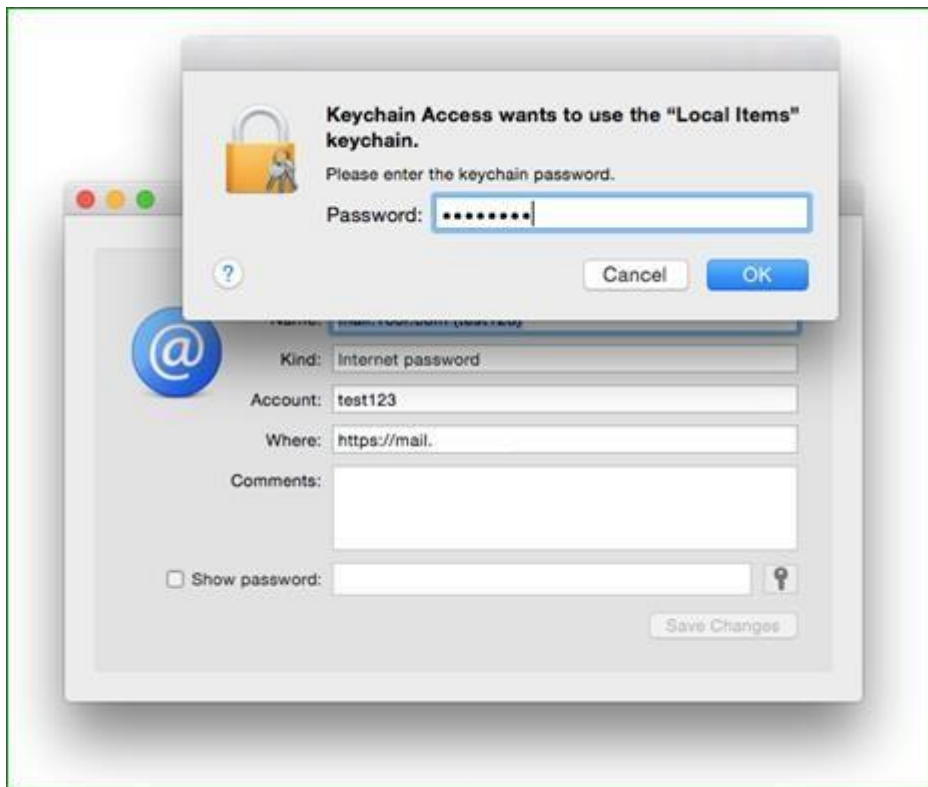 Keychain Access wants to use the “Local Items”
keychain.
Please enter the keychain password.
Password: ••••••••
?
Cancel
OK
@
Name:
Kind: Internet password
Account: test123
Where: https://mail.
Comments:
Show password:
Save Changes